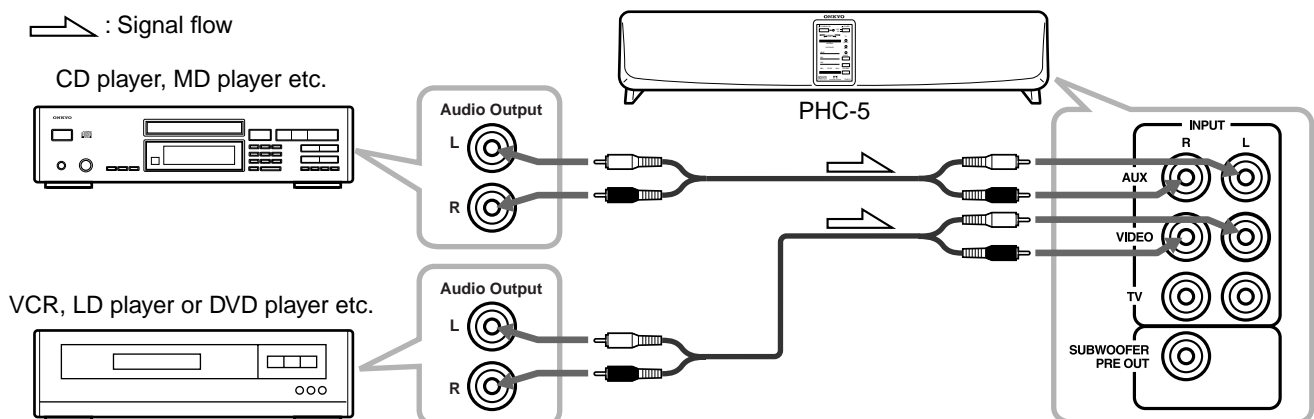 : Signal flow
CD player, MD player etc.
ONKYO
Audio Output
L
R
ONKYO
PHC-5
INPUT
R L
AUX
VIDEO
TV
SUBWOOFER
PRE OUT
VCR, LD player or DVD player etc.
Audio Output
L
R